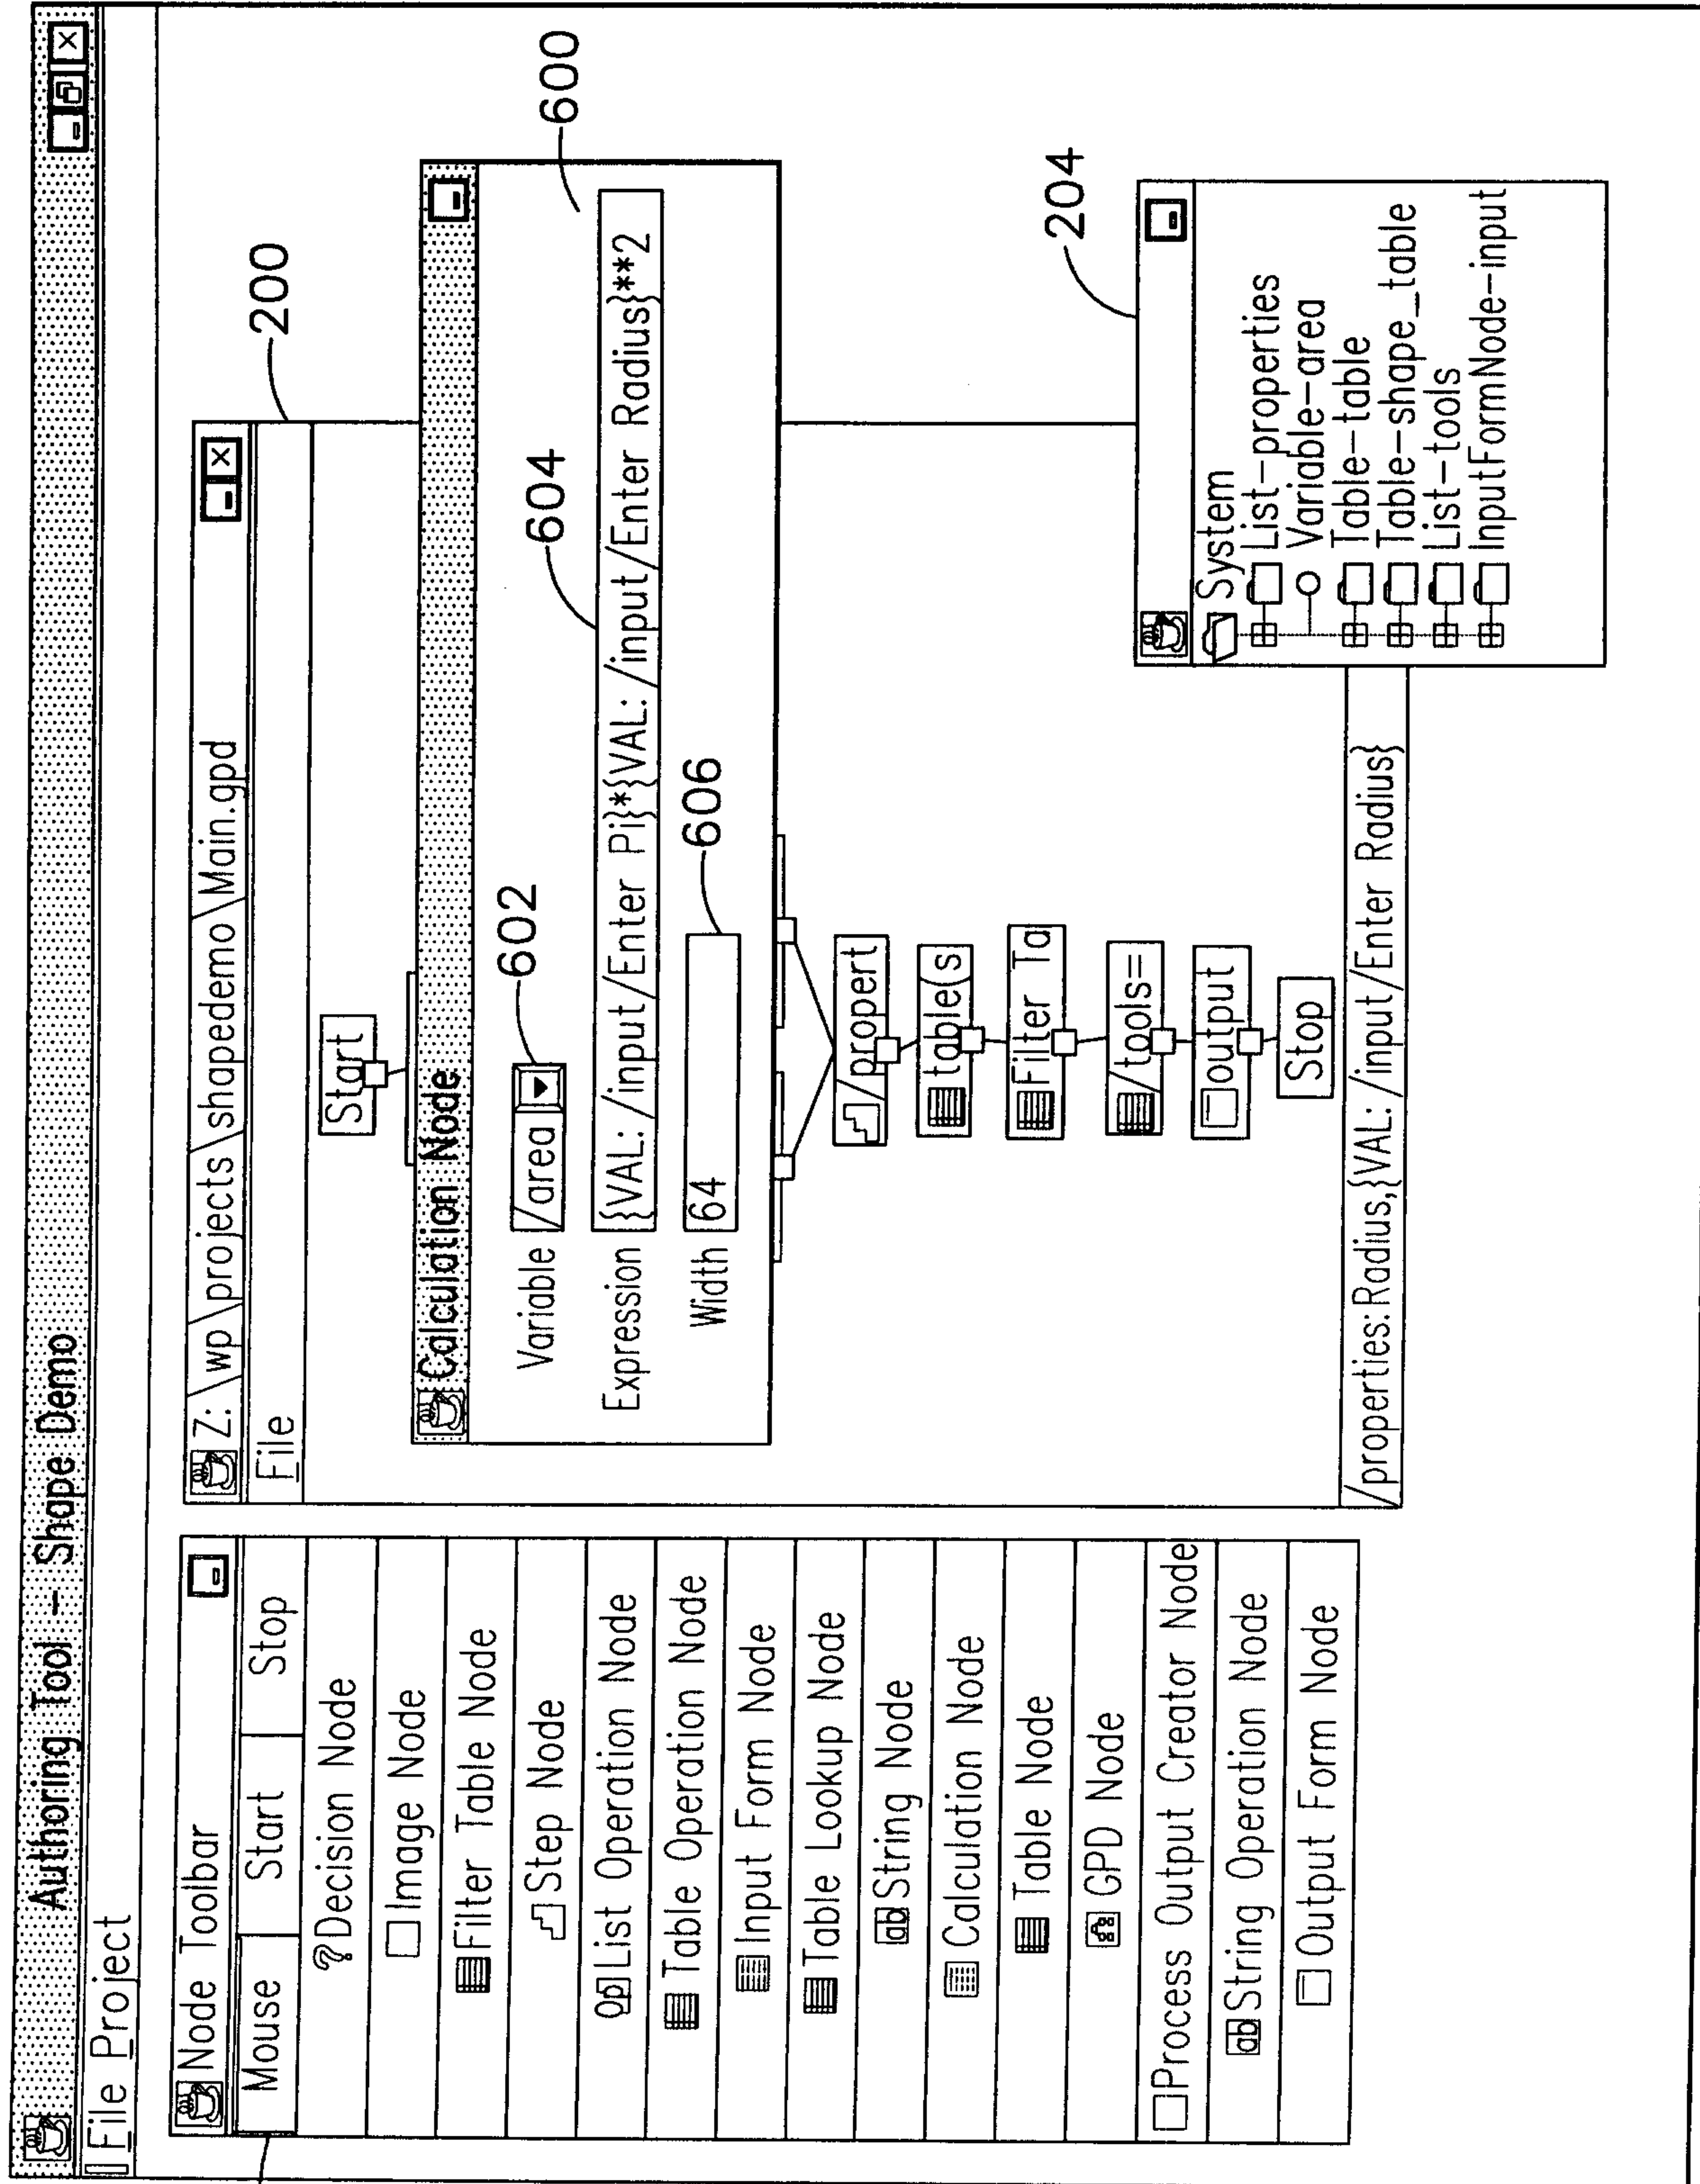 Authoring Tool - Shape Demo
File Project
Node Toolbar
Mouse Start Stop
Decision Node
Image Node
Filter Table Node
Step Node
Op List Operation Node
Table Operation Node
Input Form Node
Table Lookup Node
ab String Node
Calculation Node
Table Node
GPD Node
Process Output Creator Node
ab String Operation Node
Output Form Node
Z:\wp\projects\shapedemo\Main.gpd
File
200
Start
Calculation Node
600
Variable /area
602
Expression {VAL:/input/Enter Pi}*{VAL:/input/Enter Radius}**2
604
Width 64
606
/propert
table(s
Filter Ta
/tools=
output
Stop
/properties:Radius,{VAL:/input/Enter Radius}
204
System
List-properties
Variable-area
Table-table
Table-shape_table
List-tools
InputFormNode-input